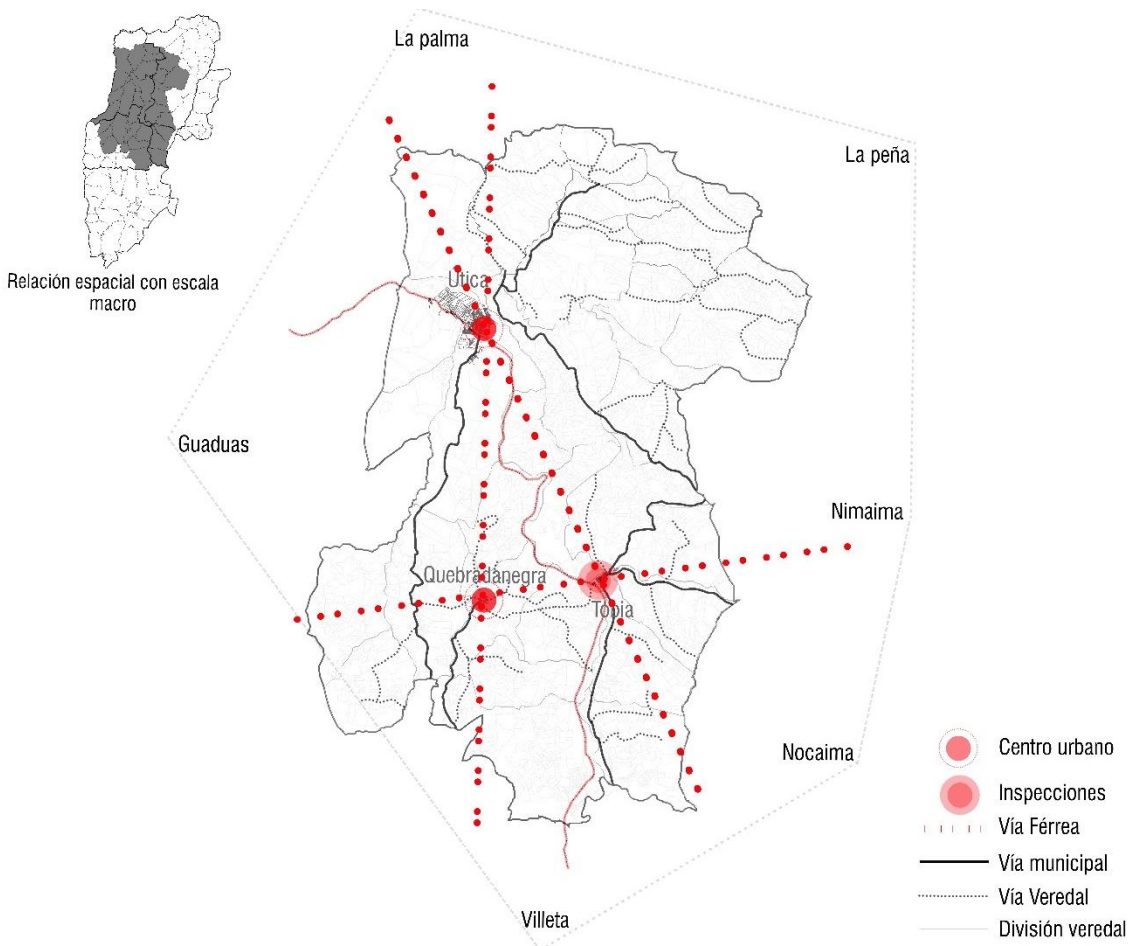 La palma
La peña
Relación espacial con escala
macro
Utica
Guaduas
Nimaima
Quebradanegra
Tobia
Nocaima
Villeta
Centro urbano
Inspecciones
Vía Férrea
Vía municipal
Vía Veredal
División veredal